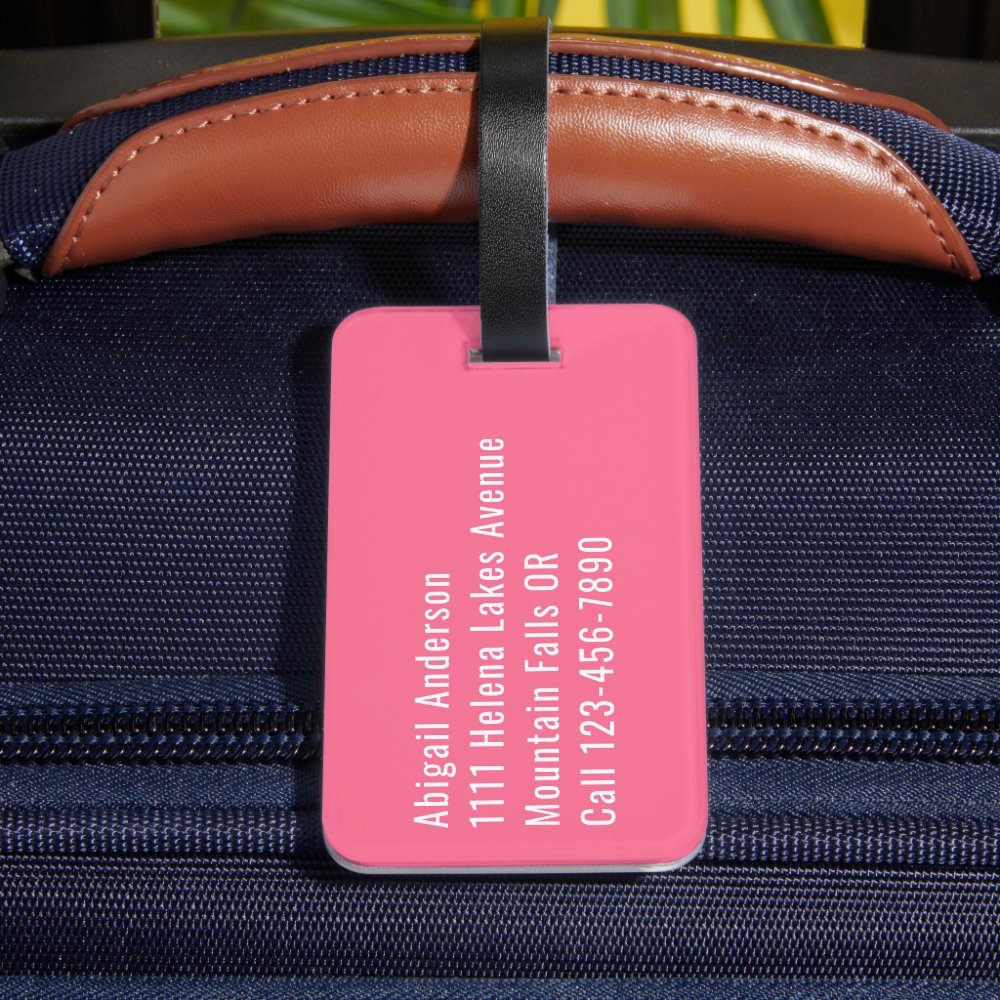 Abigail Anderson
1111 Helena Lakes Avenue
Mountain Falls OR
Call 123-456-7890